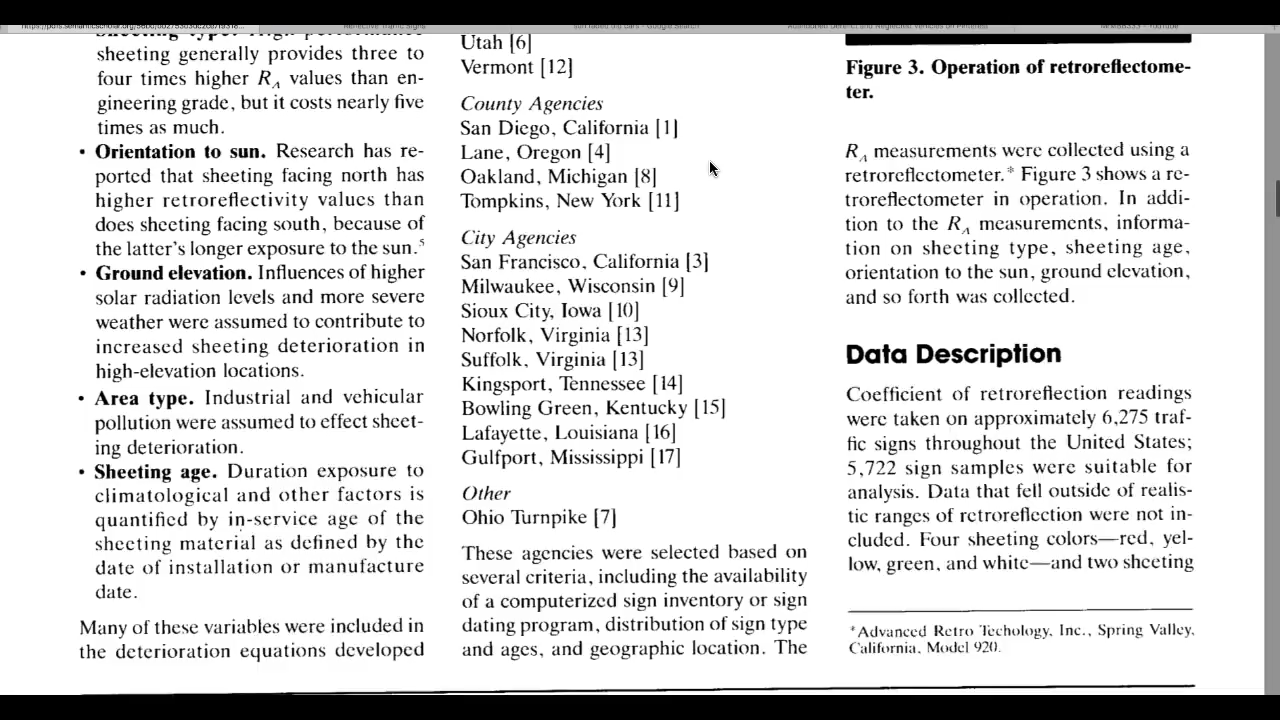 sheeting generally provides three to
four times higher R_A values than en-
gineering grade, but it costs nearly five
times as much.
• Orientation to sun. Research has re-
ported that sheeting facing north has
higher retroreflectivity values than
does sheeting facing south, because of
the latter's longer exposure to the sun.⁵
• Ground elevation. Influences of higher
solar radiation levels and more severe
weather were assumed to contribute to
increased sheeting deterioration in
high-elevation locations.
• Area type. Industrial and vehicular
pollution were assumed to effect sheet-
ing deterioration.
• Sheeting age. Duration exposure to
climatological and other factors is
quantified by in-service age of the
sheeting material as defined by the
date of installation or manufacture
date.
Many of these variables were included in
the deterioration equations developed
Utah [6]
Vermont [12]
County Agencies
San Diego, California [1]
Lane, Oregon [4]
Oakland, Michigan [8]
Tompkins, New York [11]
City Agencies
San Francisco, California [3]
Milwaukee, Wisconsin [9]
Sioux City, Iowa [10]
Norfolk, Virginia [13]
Suffolk, Virginia [13]
Kingsport, Tennessee [14]
Bowling Green, Kentucky [15]
Lafayette, Louisiana [16]
Gulfport, Mississippi [17]
Other
Ohio Turnpike [7]
These agencies were selected based on
several criteria, including the availability
of a computerized sign inventory or sign
dating program, distribution of sign type
and ages, and geographic location. The
Figure 3. Operation of retroreflectome-
ter.
R_A measurements were collected using a
retroreflectometer.* Figure 3 shows a re-
troreflectometer in operation. In addi-
tion to the R_A measurements, informa-
tion on sheeting type, sheeting age,
orientation to the sun, ground elevation,
and so forth was collected.
Data Description
Coefficient of retroreflection readings
were taken on approximately 6,275 traf-
fic signs throughout the United States;
5,722 sign samples were suitable for
analysis. Data that fell outside of realis-
tic ranges of retroreflection were not in-
cluded. Four sheeting colors—red, yel-
low, green, and white—and two sheeting
*Advanced Retro Techology, Inc., Spring Valley,
California, Model 920.